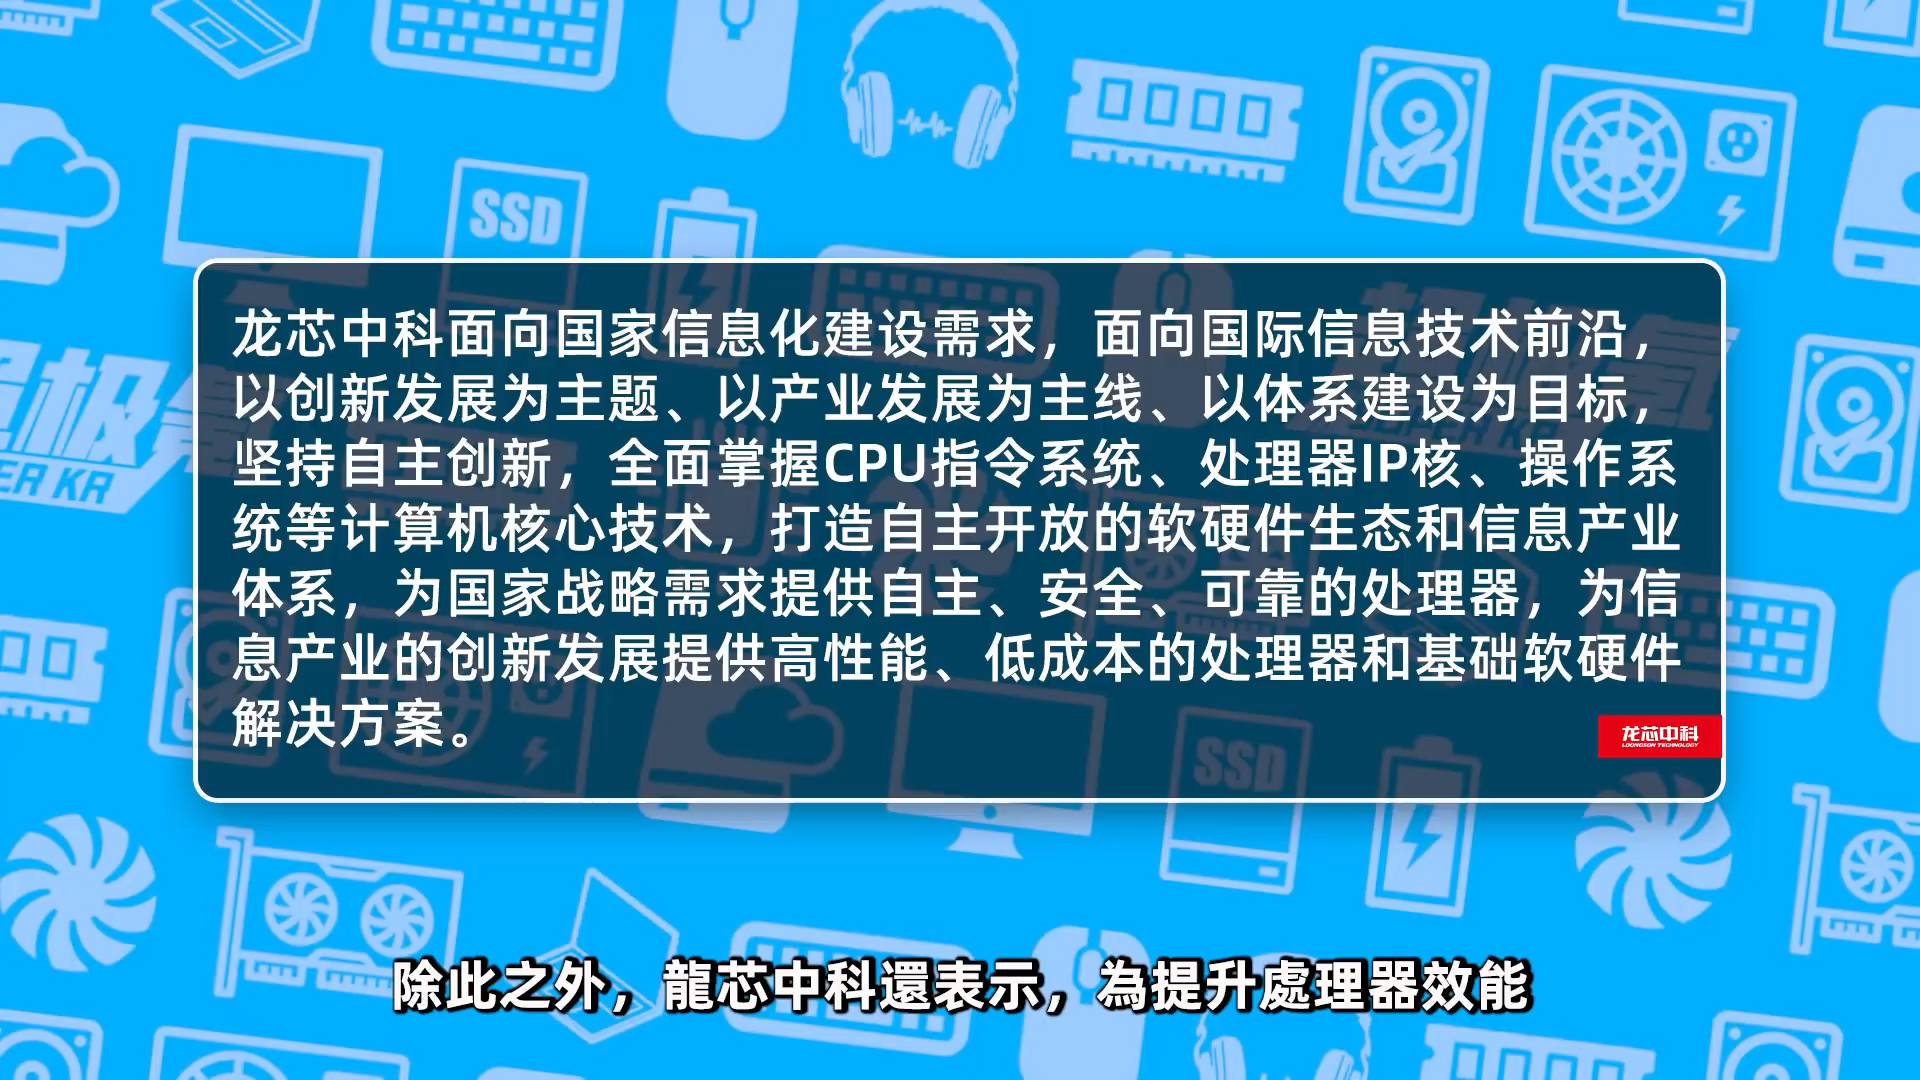 SSD
龙芯中科面向国家信息化建设需求，面向国际信息技术前沿，
以创新发展为主题、以产业发展为主线、以体系建设为目标，
坚持自主创新，全面掌握CPU指令系统、处理器IP核、操作系
统等计算机核心技术，打造自主开放的软硬件生态和信息产业
体系，为国家战略需求提供自主、安全、可靠的处理器，为信
息产业的创新发展提供高性能、低成本的处理器和基础软硬件
解决方案。
龙芯中科
LOONGSON TECHNOLOGY
SSD
除此之外，龍芯中科還表示，為提升處理器效能